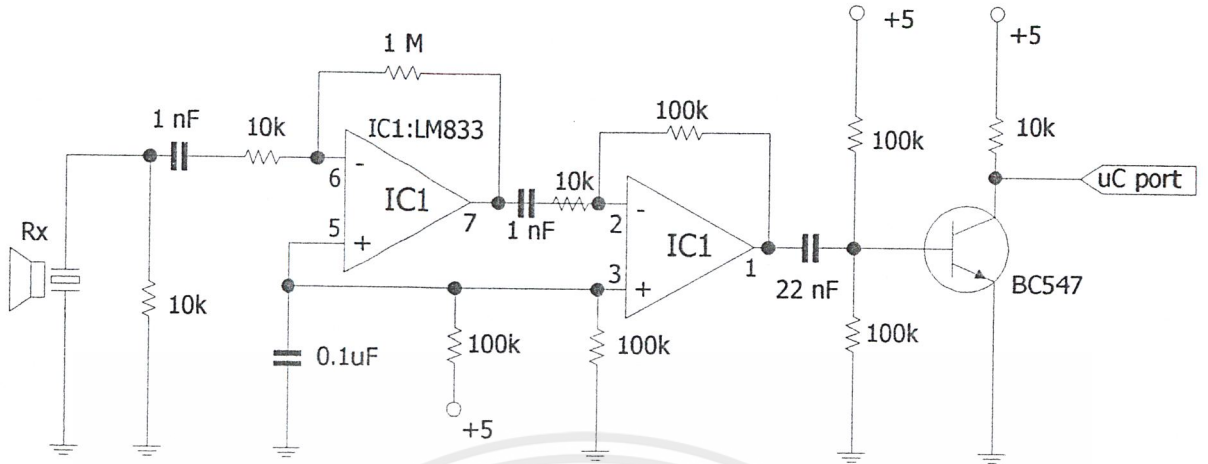 +5
+5
1 M
1 nF
10k
IC1:LM833
100k
100k
10k
-
6
IC1
7
5
+
10k
1 nF
-
2
IC1
1
3
+
uC port
Rx
10k
22 nF
BC547
0.1uF
100k
100k
100k
+5